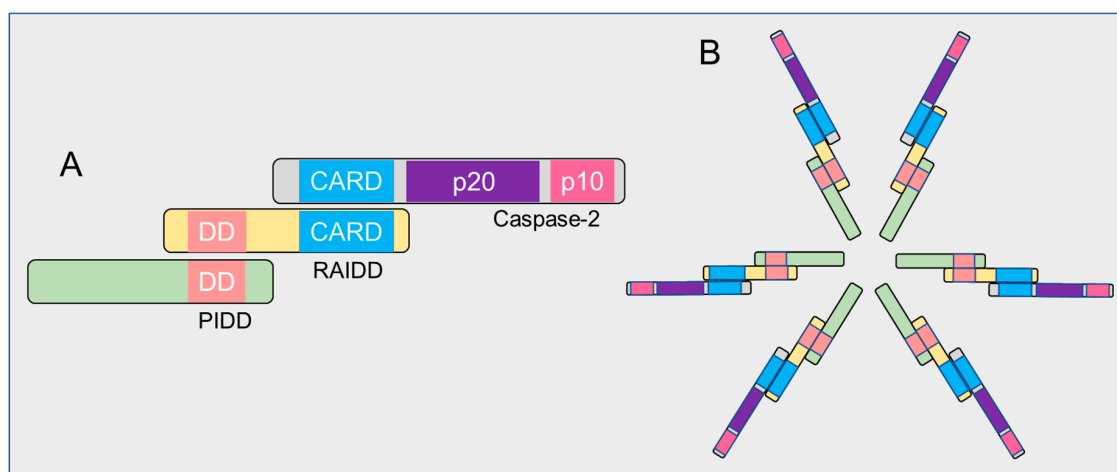 A
B
CARD p20 p10
Caspase-2
DD CARD
RAIDD
DD
PIDD